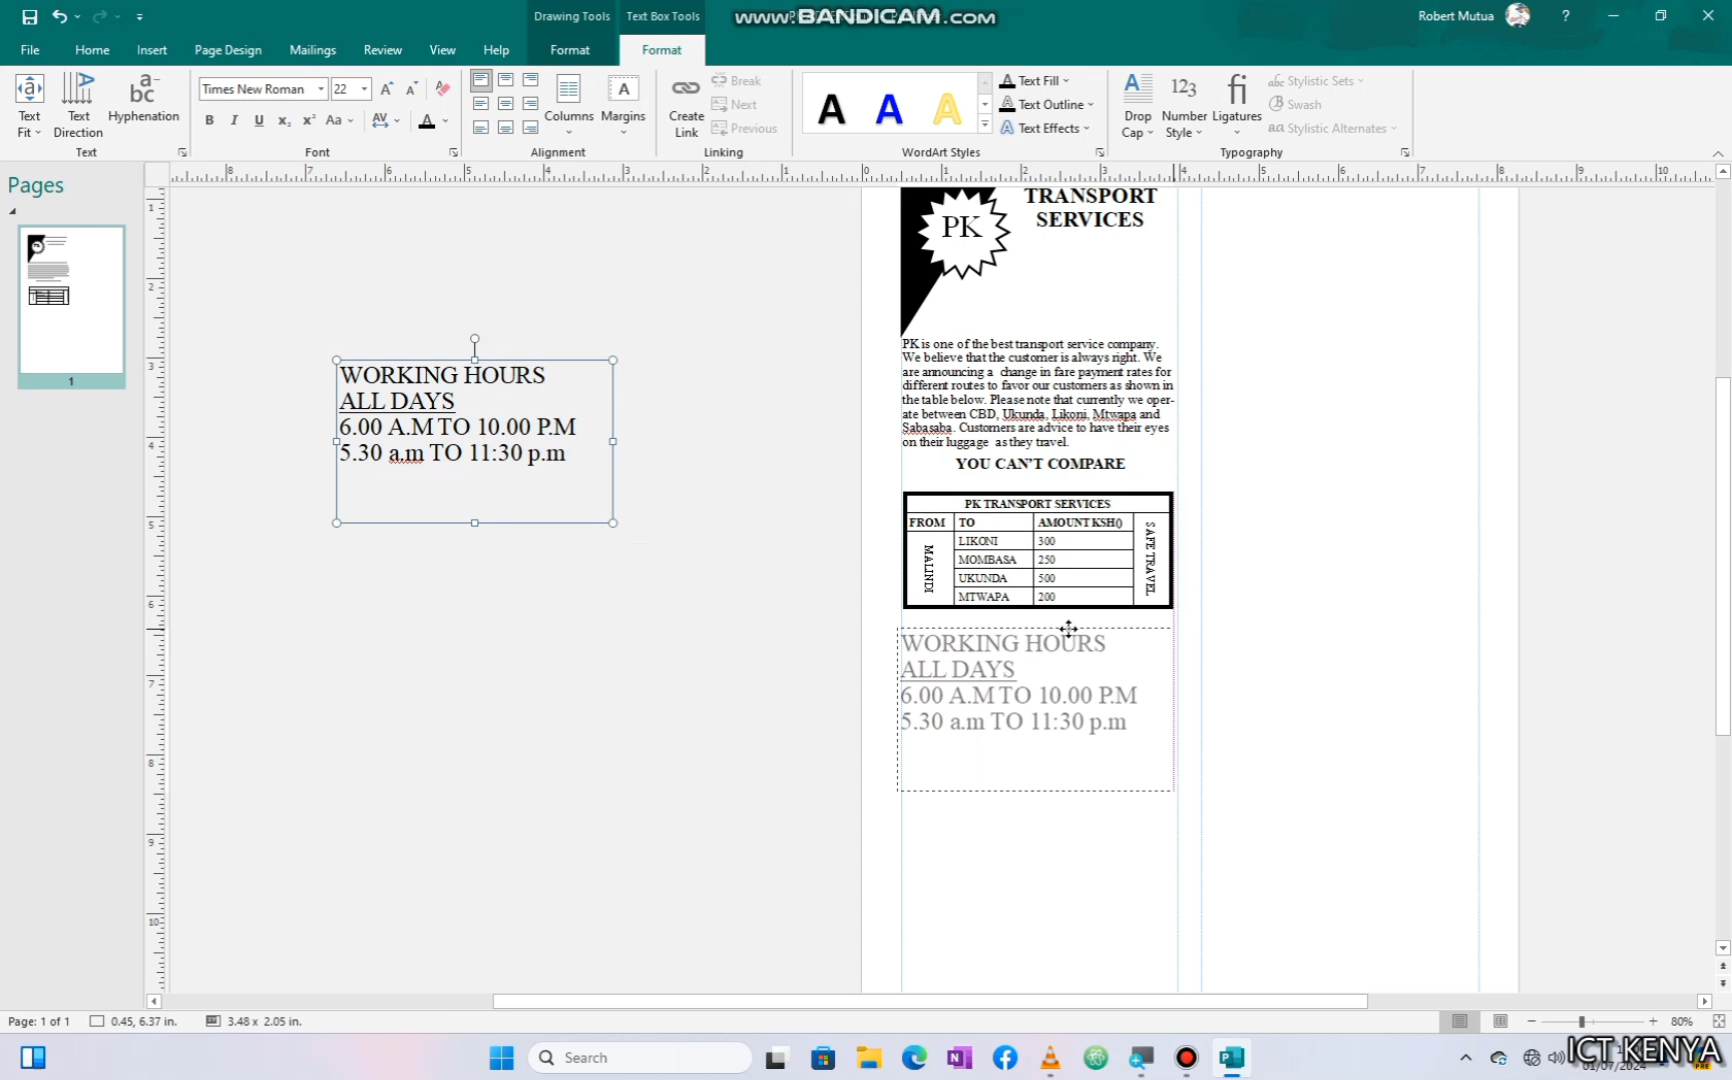 Drawing Tools
Text Box Tools
www.BANDICAM.com
Robert Mutua
?
File
Home
Insert
Page Design
Mailings
Review
View
Help
Format
Format
Text Fit
Text Direction
Hyphenation
Text
Times New Roman
22
B I U x₂ x² Aa AV A
Font
Alignment
Columns
Margins
Create Link
Break
Next
Previous
Linking
A A A
Text Fill
Text Outline
Text Effects
WordArt Styles
Drop Cap
Number Style
Ligatures
Stylistic Sets
Swash
Stylistic Alternates
Typography
Pages
1
WORKING HOURS
ALL DAYS
6.00 A.M TO 10.00 P.M
5.30 a.m TO 11:30 p.m
PK
TRANSPORT
SERVICES
PK is one of the best transport service company.
We believe that the customer is always right. We
are announcing a change in fare payment rates for
different routes to favor our customers as shown in
the table below. Please note that currently we oper-
ate between CBD, Ukunda, Likoni, Mtwapa and
Sabasaba. Customers are advice to have their eyes
on their luggage as they travel.
YOU CAN'T COMPARE
PK TRANSPORT SERVICES
FROM TO AMOUNT KSH()
MALINDI
LIKONI 300
MOMBASA 250
UKUNDA 500
MTWAPA 200
SAFE TRAVEL
WORKING HOURS
ALL DAYS
6.00 A.M TO 10.00 P.M
5.30 a.m TO 11:30 p.m
Page: 1 of 1
0.45, 6.37 in.
3.48 x 2.05 in.
80%
Search
ICT KENYA
01/07/2024